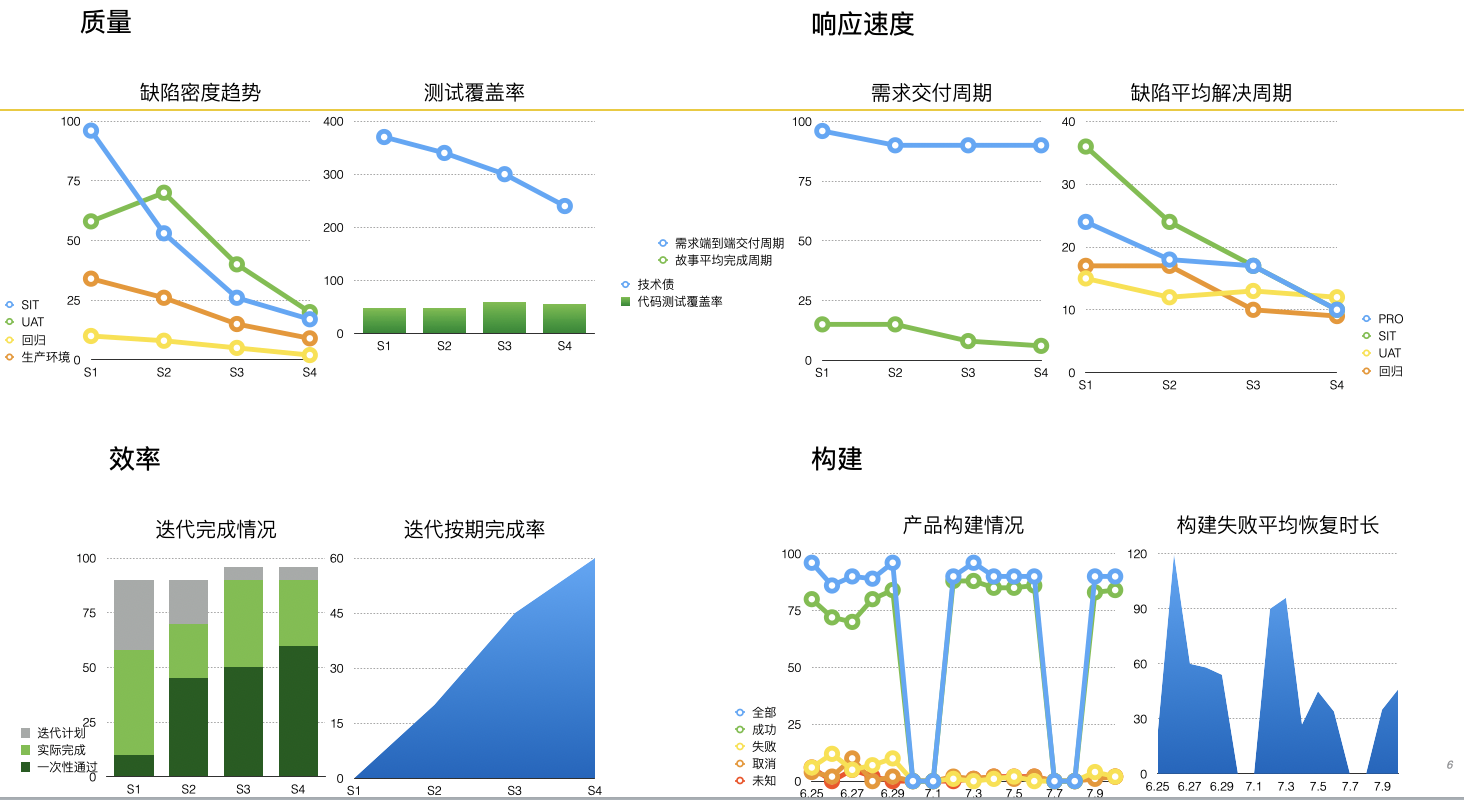 质量
响应速度
缺陷密度趋势
测试覆盖率
需求交付周期
缺陷平均解决周期
100
75
50
25
0
S1
S2
S3
S4
SIT
UAT
回归
生产环境
400
300
200
100
0
S1
S2
S3
S4
技术债
代码测试覆盖率
需求端到端交付周期
故事平均完成周期
100
75
50
25
0
S1
S2
S3
S4
40
30
20
10
0
S1
S2
S3
S4
PRO
SIT
UAT
回归
效率
构建
迭代完成情况
迭代按期完成率
产品构建情况
构建失败平均恢复时长
100
75
50
25
0
S1
S2
S3
S4
迭代计划
实际完成
一次性通过
60
45
30
15
0
S1
S2
S3
S4
全部
成功
失败
取消
未知
100
75
50
25
0
6.25
6.27
6.29
7.1
7.3
7.5
7.7
7.9
120
90
60
30
0
6.25
6.27
6.29
7.1
7.3
7.5
7.7
7.9
6